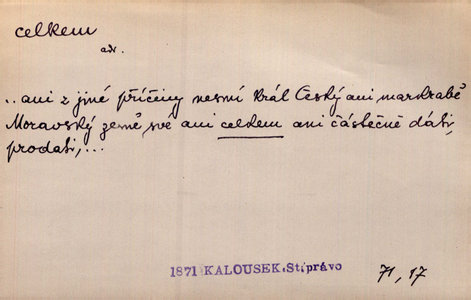 celkem
adv.
..ani z jiné příčiny nesmí král Český ani markrabě
Moravský země své ani celkem ani částečně dáti,
prodati,...
1871 KALOUSEK.St.právo
71, 17